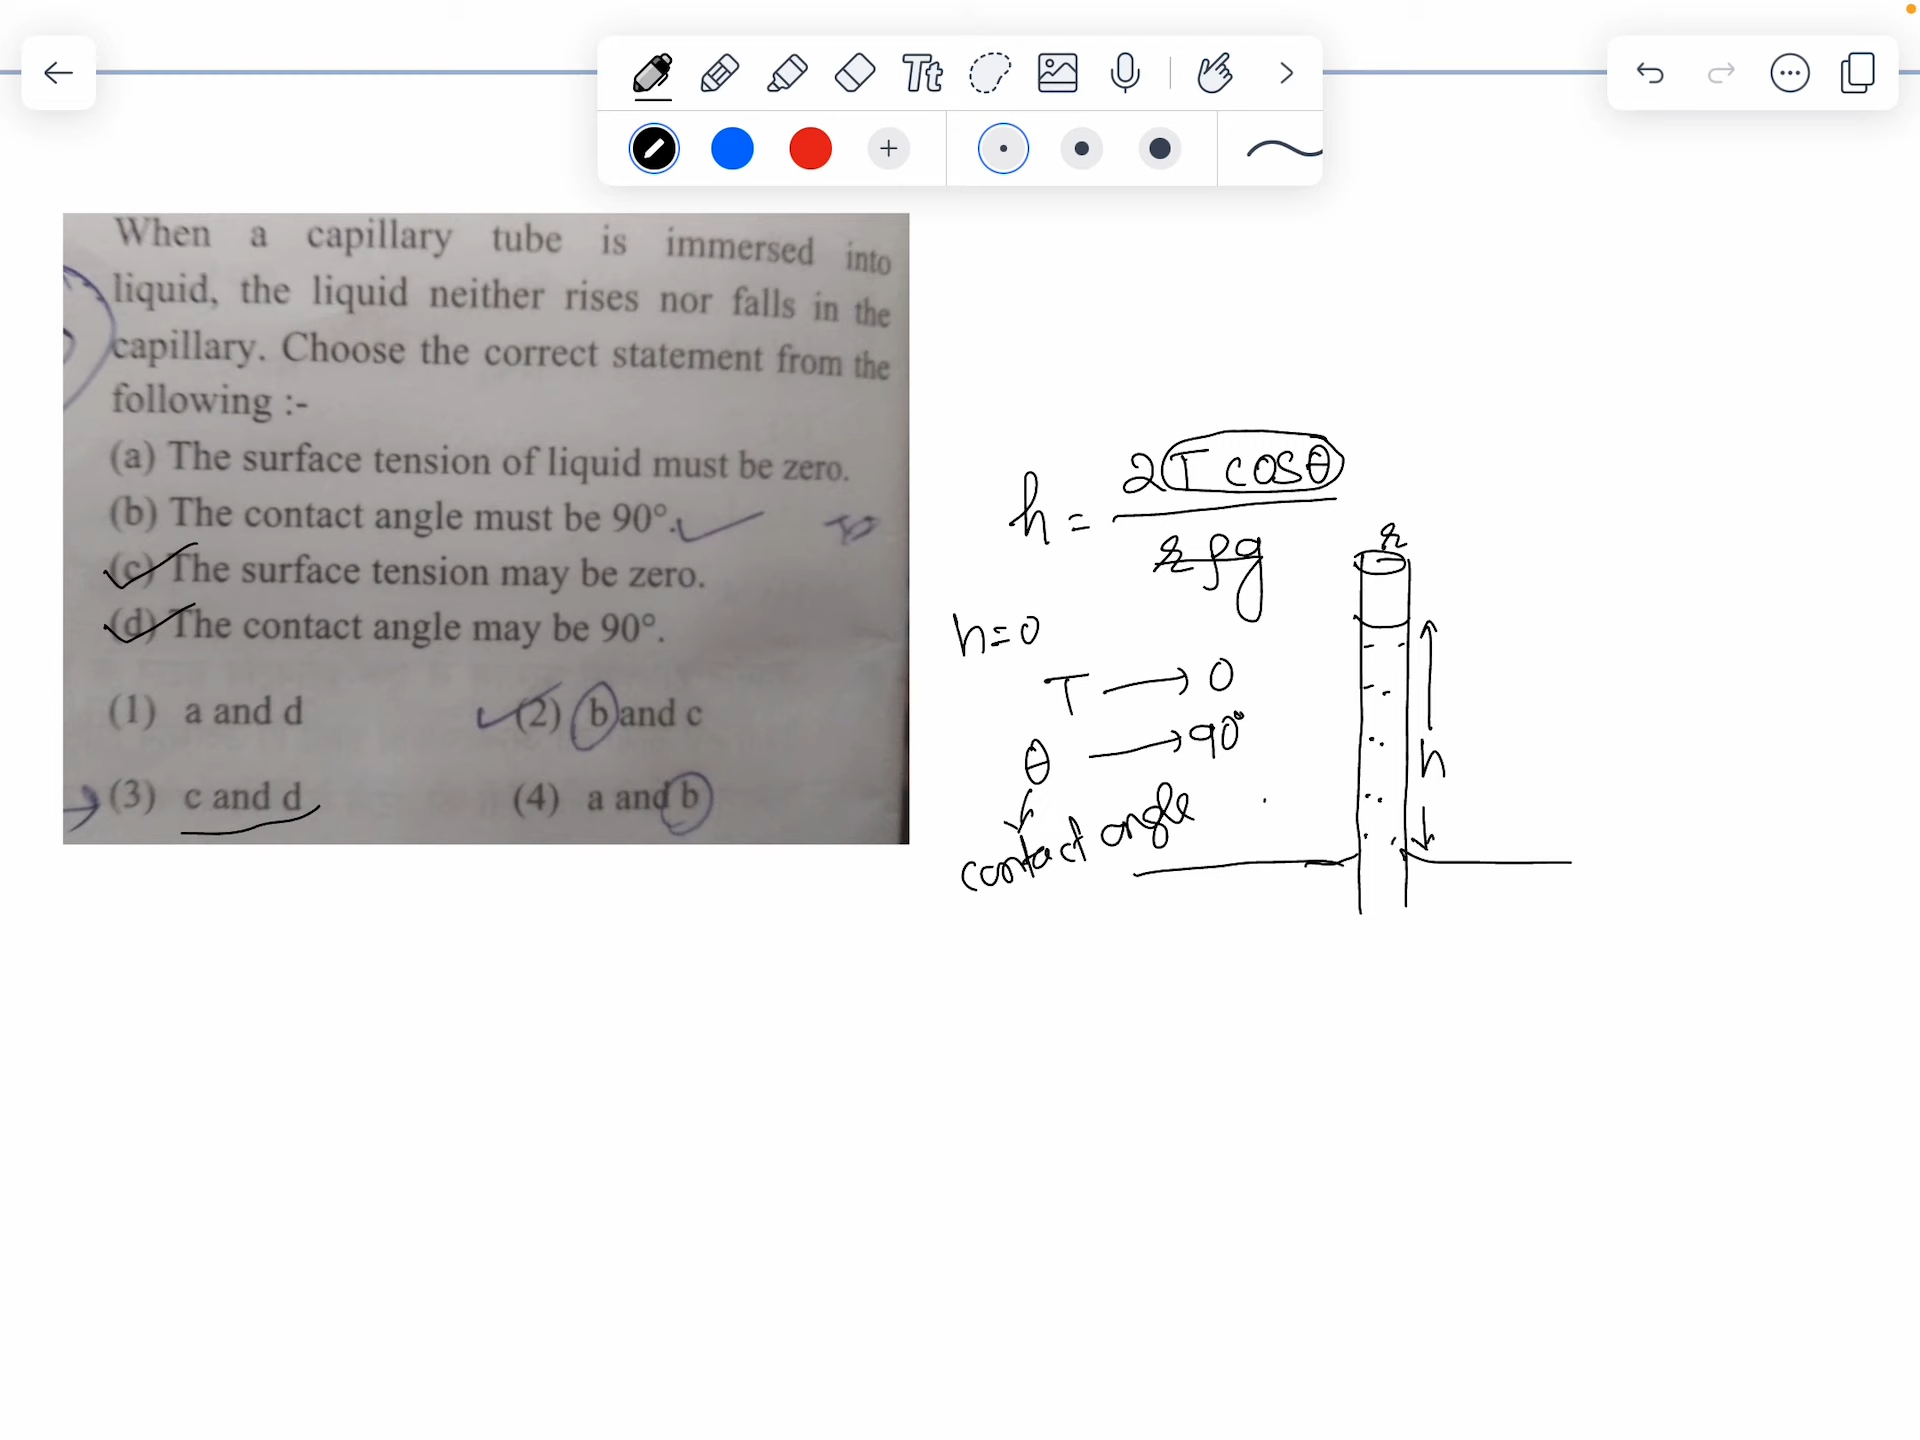 Tt
When a capillary tube is immersed into
liquid, the liquid neither rises nor falls in the
capillary. Choose the correct statement from the
following :-
(a) The surface tension of liquid must be zero.
(b) The contact angle must be 90°.
(c) The surface tension may be zero.
(d) The contact angle may be 90°.
(1) a and d (2) b and c
(3) c and d (4) a and b
h = 2Tcosθ
rρg
r
h=0
T → 0
θ → 90°
contact angle
h